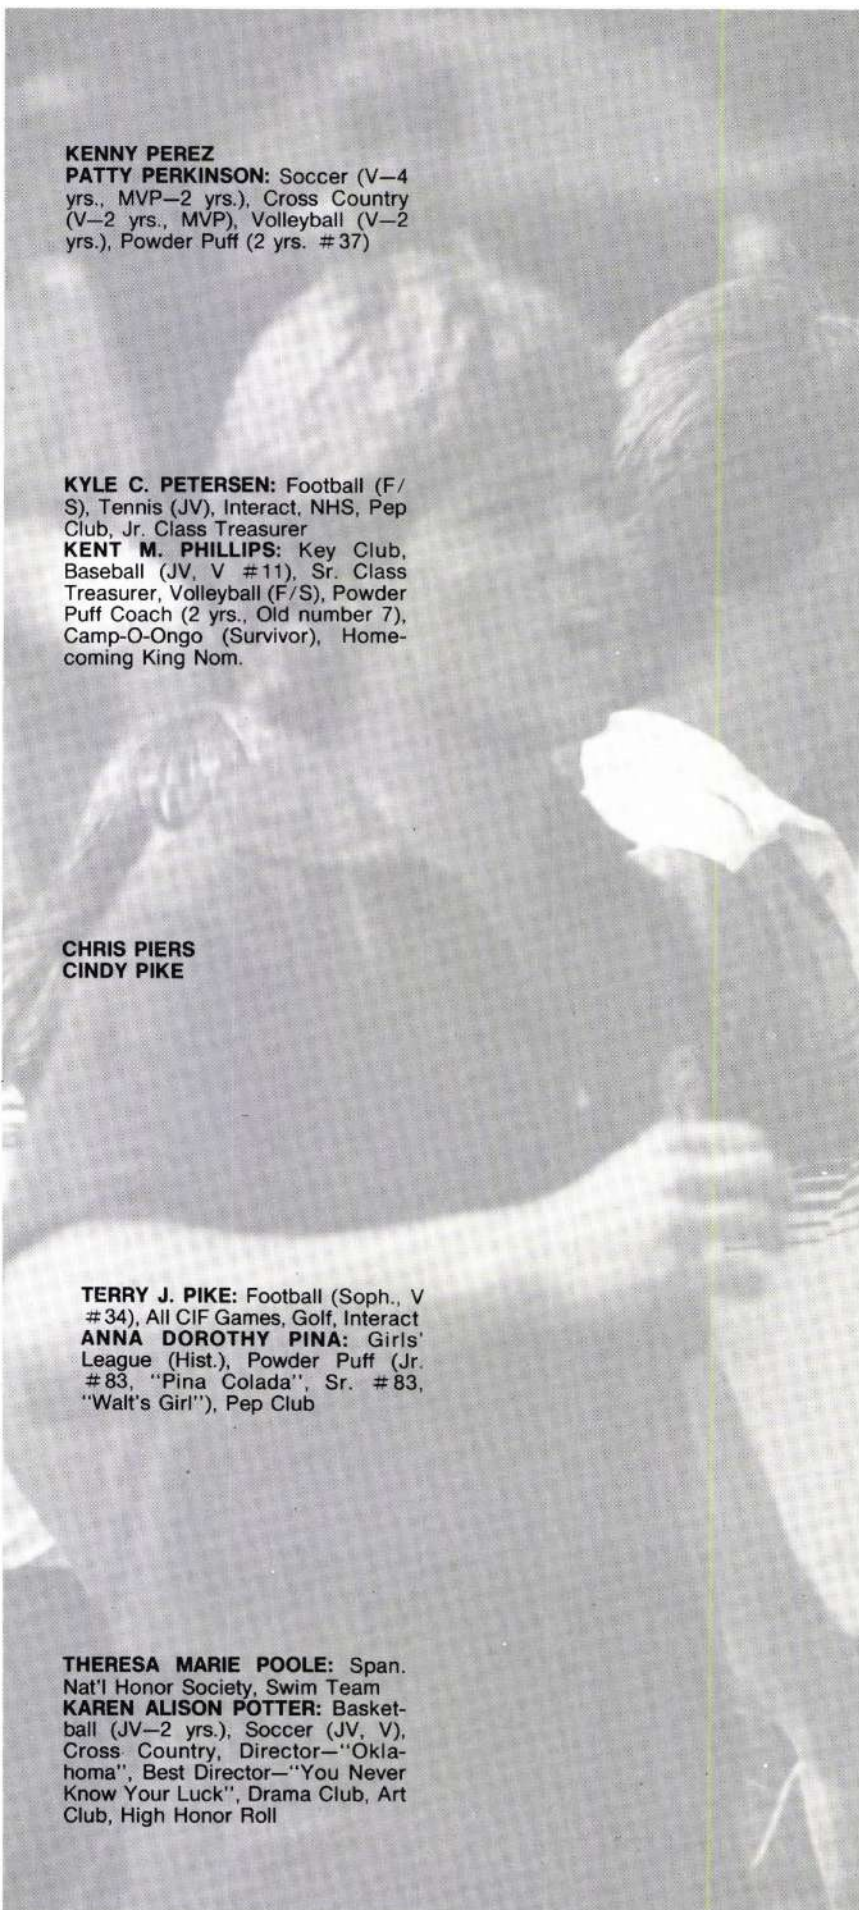 KENNY PEREZ
PATTY PERKINSON: Soccer (V—4
yrs., MVP—2 yrs.), Cross Country
(V—2 yrs., MVP), Volleyball (V—2
yrs.), Powder Puff (2 yrs. #37)
KYLE C. PETERSEN: Football (F/
S), Tennis (JV), Interact, NHS, Pep
Club, Jr. Class Treasurer
KENT M. PHILLIPS: Key Club,
Baseball (JV, V #11), Sr. Class
Treasurer, Volleyball (F/S), Powder
Puff Coach (2 yrs., Old number 7),
Camp-O-Ongo (Survivor), Home-
coming King Nom.
CHRIS PIERS
CINDY PIKE
TERRY J. PIKE: Football (Soph., V
#34), All CIF Games, Golf, Interact
ANNA DOROTHY PINA: Girls'
League (Hist.), Powder Puff (Jr.
#83, "Pina Colada", Sr. #83,
"Walt's Girl"), Pep Club
THERESA MARIE POOLE: Span.
Nat'l Honor Society, Swim Team
KAREN ALISON POTTER: Basket-
ball (JV—2 yrs.), Soccer (JV, V),
Cross Country, Director—"Okla-
homa", Best Director—"You Never
Know Your Luck", Drama Club, Art
Club, High Honor Roll